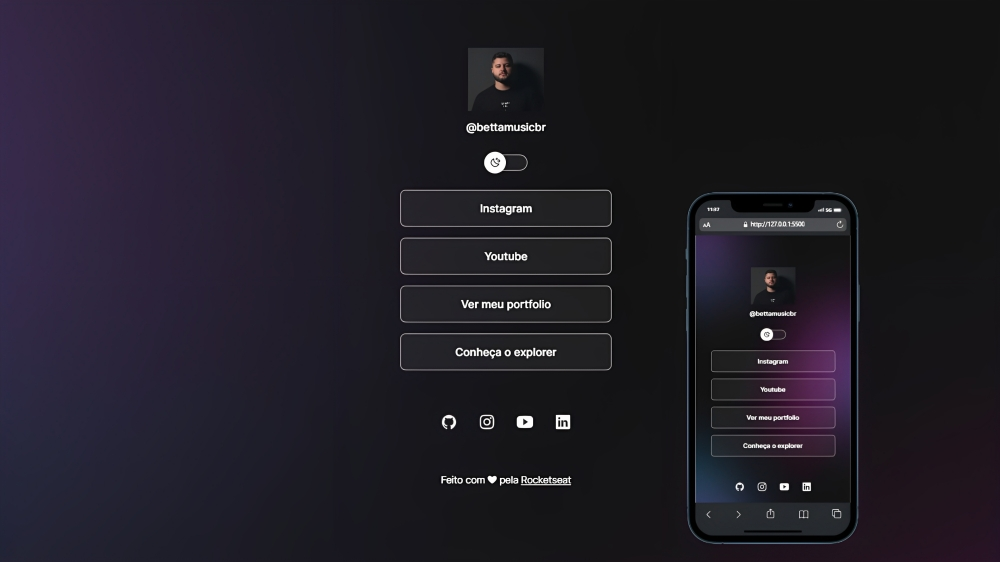 @bettamusicbr
Instagram
Youtube
Ver meu portfolio
Conheça o explorer
Feito com pela Rocketseat
11:37
5G
AA
http://127.0.0.1:5500
@bettamusicbr
Instagram
Youtube
Ver meu portfolio
Conheça o explorer